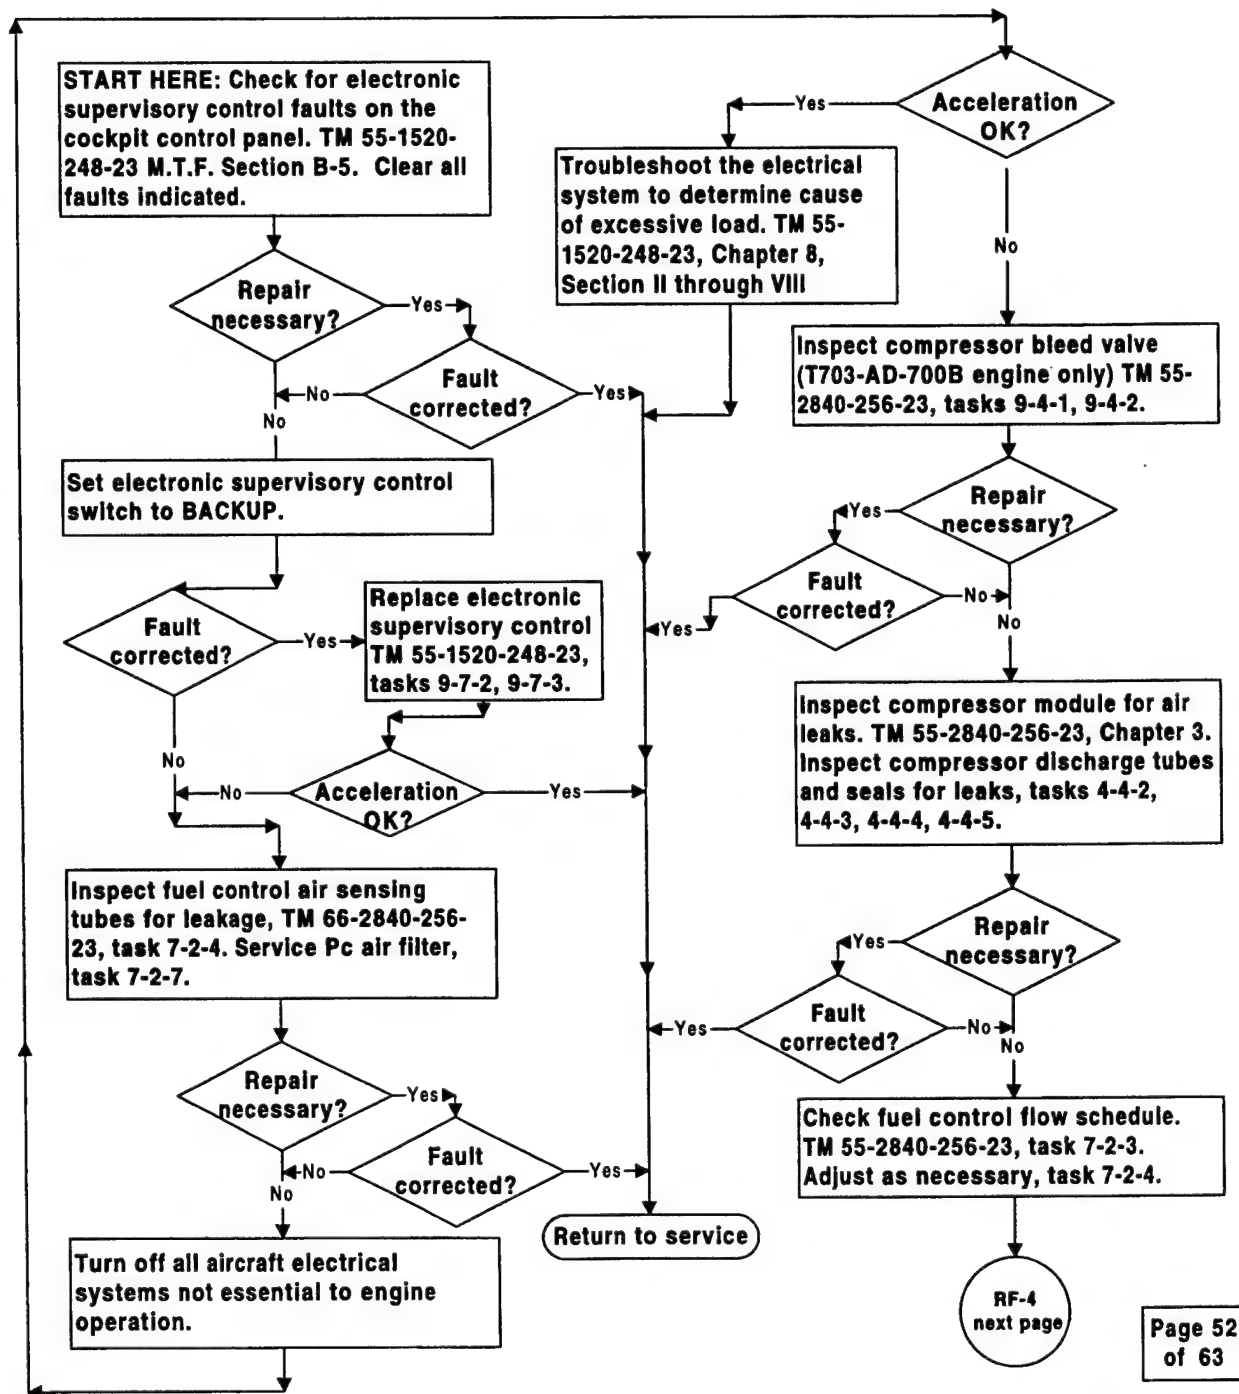 START HERE: Check for electronic
supervisory control faults on the
cockpit control panel. TM 55-1520-
248-23 M.T.F. Section B-5. Clear all
faults indicated.
Repair
necessary?
Yes
Fault
corrected?
No
Yes
No
Set electronic supervisory control
switch to BACKUP.
Fault
corrected?
Yes
Replace electronic
supervisory control
TM 55-1520-248-23,
tasks 9-7-2, 9-7-3.
No
Acceleration
OK?
No
Yes
Inspect fuel control air sensing
tubes for leakage, TM 66-2840-256-
23, task 7-2-4. Service Pc air filter,
task 7-2-7.
Repair
necessary?
Yes
Fault
corrected?
No
Yes
No
Turn off all aircraft electrical
systems not essential to engine
operation.
Acceleration
OK?
Yes
Troubleshoot the electrical
system to determine cause
of excessive load. TM 55-
1520-248-23, Chapter 8,
Section II through VIII
No
Inspect compressor bleed valve
(T703-AD-700B engine only) TM 55-
2840-256-23, tasks 9-4-1, 9-4-2.
Repair
necessary?
Yes
Fault
corrected?
No
Yes
No
Inspect compressor module for air
leaks. TM 55-2840-256-23, Chapter 3.
Inspect compressor discharge tubes
and seals for leaks, tasks 4-4-2,
4-4-3, 4-4-4, 4-4-5.
Repair
necessary?
Yes
Fault
corrected?
No
Yes
No
Check fuel control flow schedule.
TM 55-2840-256-23, task 7-2-3.
Adjust as necessary, task 7-2-4.
Return to service
RF-4
next page
Page 52
of 63